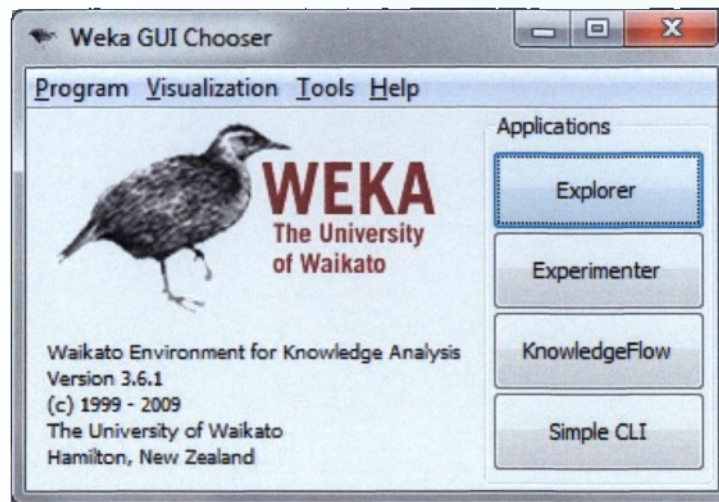 Weka GUI Chooser
Program Visualization Tools Help
WEKA
The University
of Waikato
Waikato Environment for Knowledge Analysis
Version 3.6.1
(c) 1999 - 2009
The University of Waikato
Hamilton, New Zealand
Applications
Explorer
Experimenter
KnowledgeFlow
Simple CLI